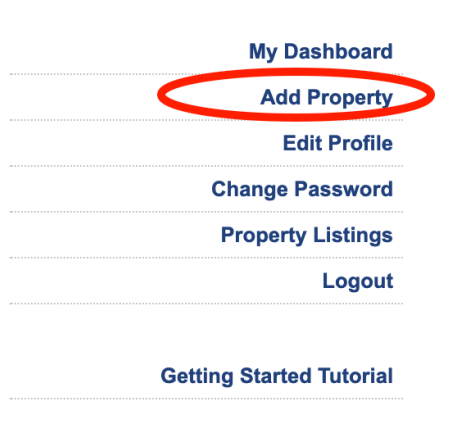 My Dashboard
Add Property
Edit Profile
Change Password
Property Listings
Logout
Getting Started Tutorial